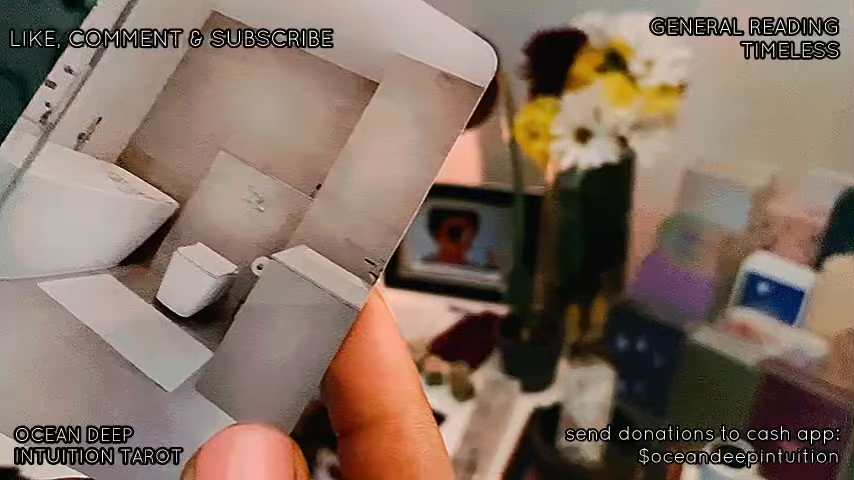 LIKE, COMMENT & SUBSCRIBE
GENERAL READING
TIMELESS
OCEAN DEEP
INTUITION TAROT
send donations to cash app:
$oceandeepintuition